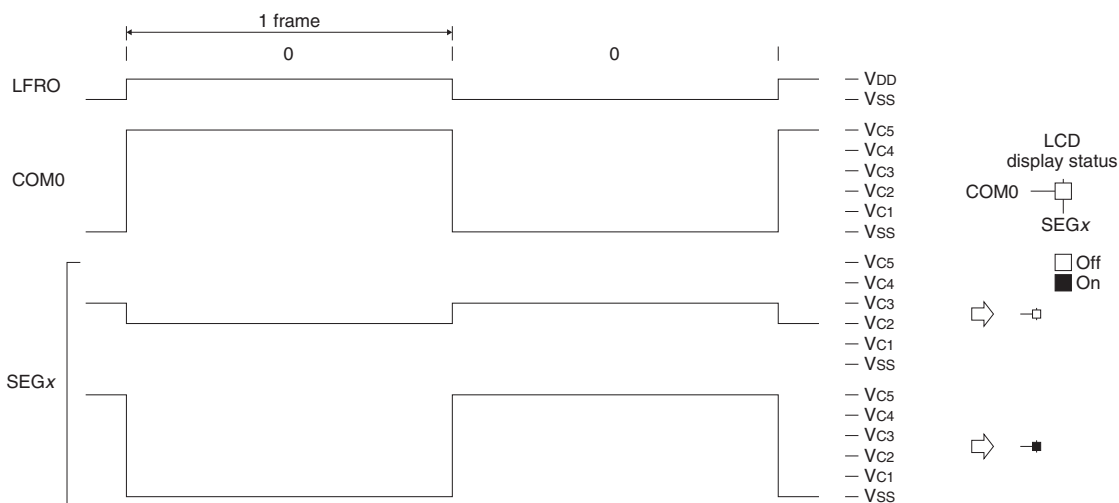 1 frame
0 0
LFRO
VDD
VSS
COM0
VC5
VC4
VC3
VC2
VC1
VSS
LCD
display status
COM0
SEGx
Off
On
SEGx
VC5
VC4
VC3
VC2
VC1
VSS
VC5
VC4
VC3
VC2
VC1
VSS